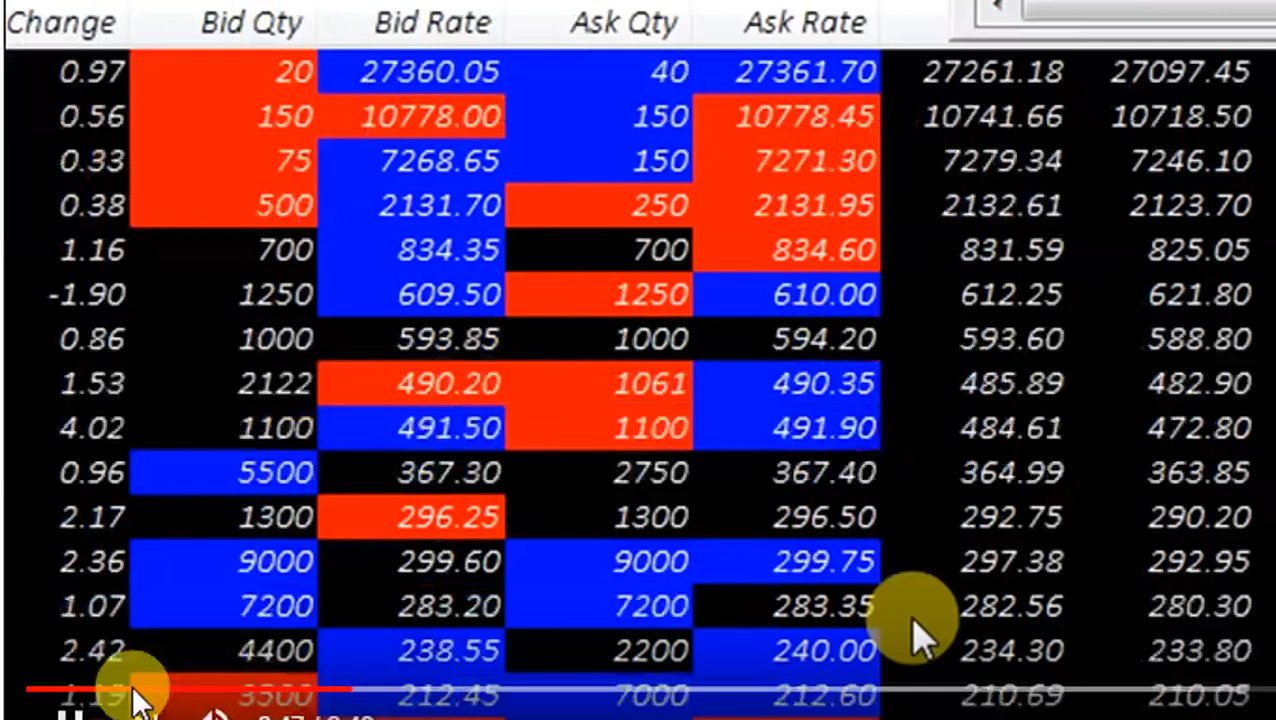 Change Bid Qty Bid Rate Ask Qty Ask Rate
0.97 20 27360.05 40 27361.70 27261.18 27097.45
0.56 150 10778.00 150 10778.45 10741.66 10718.50
0.33 75 7268.65 150 7271.30 7279.34 7246.10
0.38 500 2131.70 250 2131.95 2132.61 2123.70
1.16 700 834.35 700 834.60 831.59 825.05
-1.90 1250 609.50 1250 610.00 612.25 621.80
0.86 1000 593.85 1000 594.20 593.60 588.80
1.53 2122 490.20 1061 490.35 485.89 482.90
4.02 1100 491.50 1100 491.90 484.61 472.80
0.96 5500 367.30 2750 367.40 364.99 363.85
2.17 1300 296.25 1300 296.50 292.75 290.20
2.36 9000 299.60 9000 299.75 297.38 292.95
1.07 7200 283.20 7200 283.35 282.56 280.30
2.42 4400 238.55 2200 240.00 234.30 233.80
1.19 3500 212.45 7000 212.60 210.69 210.05